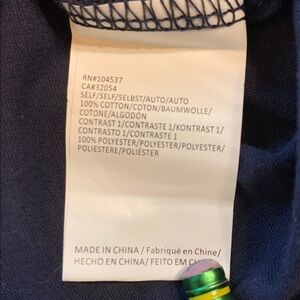 RN#104537
CA#32054
SELF/SELF/SELBST/AUTO/AUTO
100% COTTON/COTON/BAUMWOLLE/
COTONE/ALGODÓN
CONTRAST 1/CONTRASTE 1/KONTRAST 1/
CONTRASTO 1/CONTRASTE 1
100% POLYESTER/POLYESTER/POLYESTER/
POLIESTERE/POLIÉSTER
MADE IN CHINA/ Fabriqué en Chine/
HECHO EN CHINA/ FEITO EM